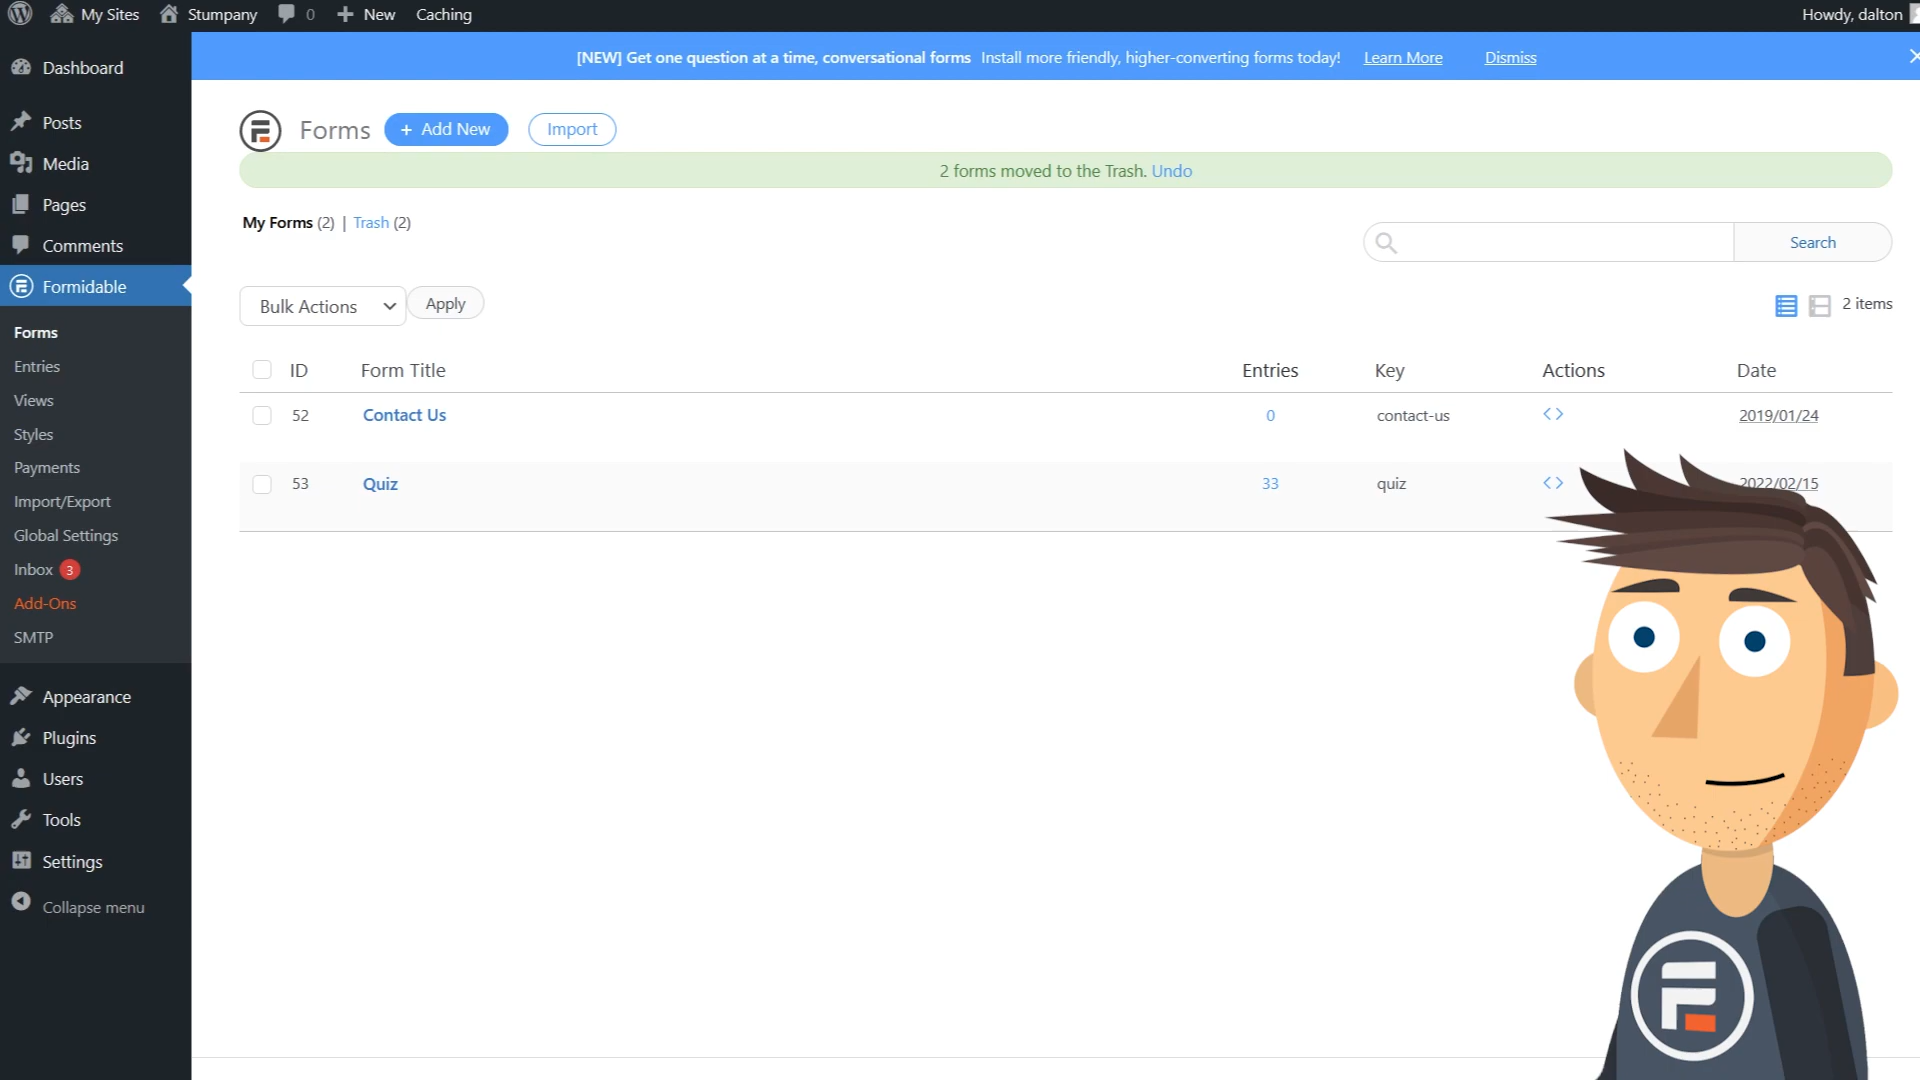 My Sites Stumpany 0 New Caching Howdy, dalton
[NEW] Get one question at a time, conversational forms Install more friendly, higher-converting forms today! Learn More Dismiss
Dashboard
Posts
Media
Pages
Comments
Formidable
Forms
Entries
Views
Styles
Payments
Import/Export
Global Settings
Inbox 3
Add-Ons
SMTP
Appearance
Plugins
Users
Tools
Settings
Collapse menu
Forms + Add New Import
2 forms moved to the Trash. Undo
My Forms (2) | Trash (2)
Search
Bulk Actions Apply 2 items
ID Form Title Entries Key Actions Date
52 Contact Us 0 contact-us <> 2019/01/24
53 Quiz 33 quiz <> 2022/02/15